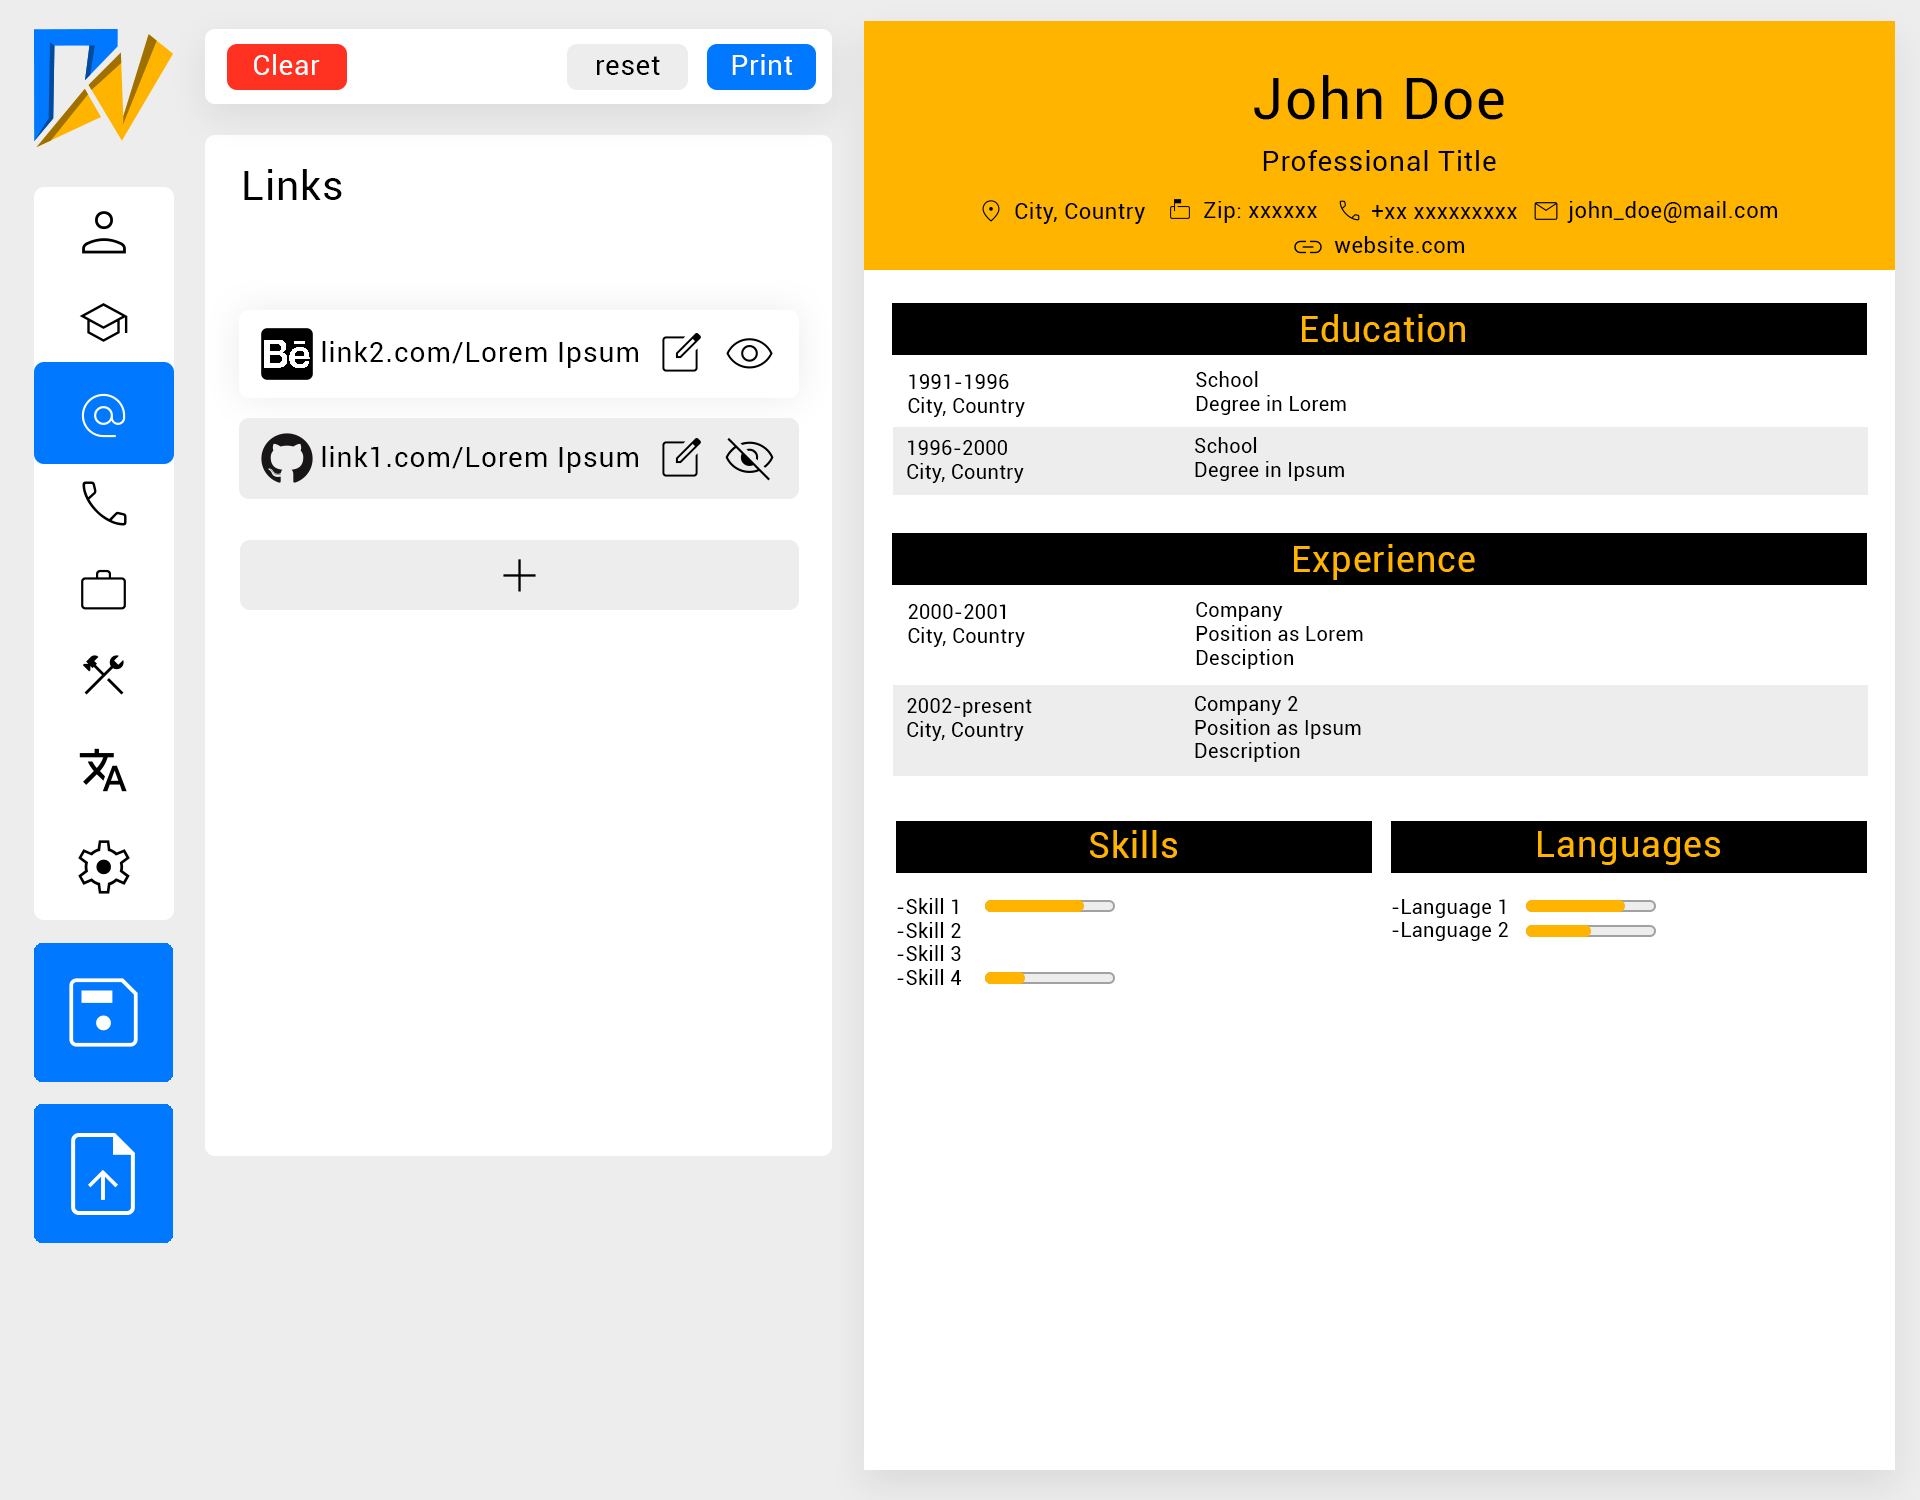 Clear
reset
Print
Links
Bē link2.com/Lorem Ipsum
link1.com/Lorem Ipsum
John Doe
Professional Title
City, Country Zip: xxxxxx +xx xxxxxxxxx john_doe@mail.com
website.com
Education
1991-1996
City, Country
School
Degree in Lorem
1996-2000
City, Country
School
Degree in Ipsum
Experience
2000-2001
City, Country
Company
Position as Lorem
Desciption
2002-present
City, Country
Company 2
Position as Ipsum
Description
Skills
-Skill 1
-Skill 2
-Skill 3
-Skill 4
Languages
-Language 1
-Language 2